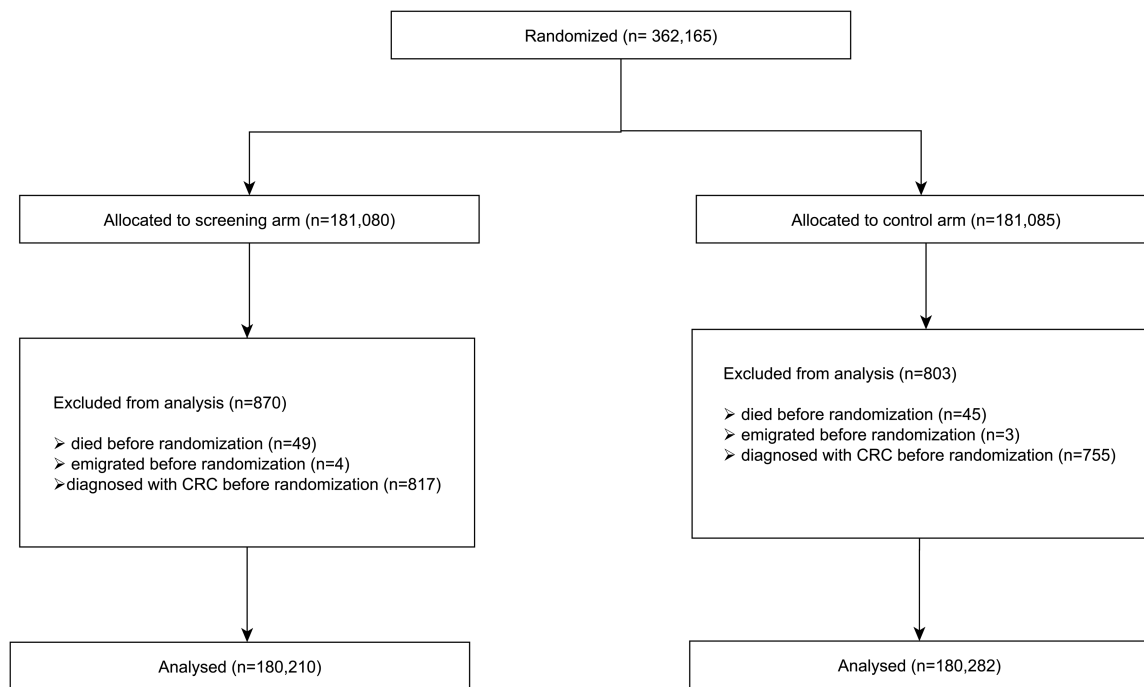 Randomized (n= 362,165)
Allocated to screening arm (n=181,080)
Allocated to control arm (n=181,085)
Excluded from analysis (n=870)
➢ died before randomization (n=49)
➢ emigrated before randomization (n=4)
➢diagnosed with CRC before randomization (n=817)
Excluded from analysis (n=803)
➢ died before randomization (n=45)
➢ emigrated before randomization (n=3)
➢ diagnosed with CRC before randomization (n=755)
Analysed (n=180,210)
Analysed (n=180,282)